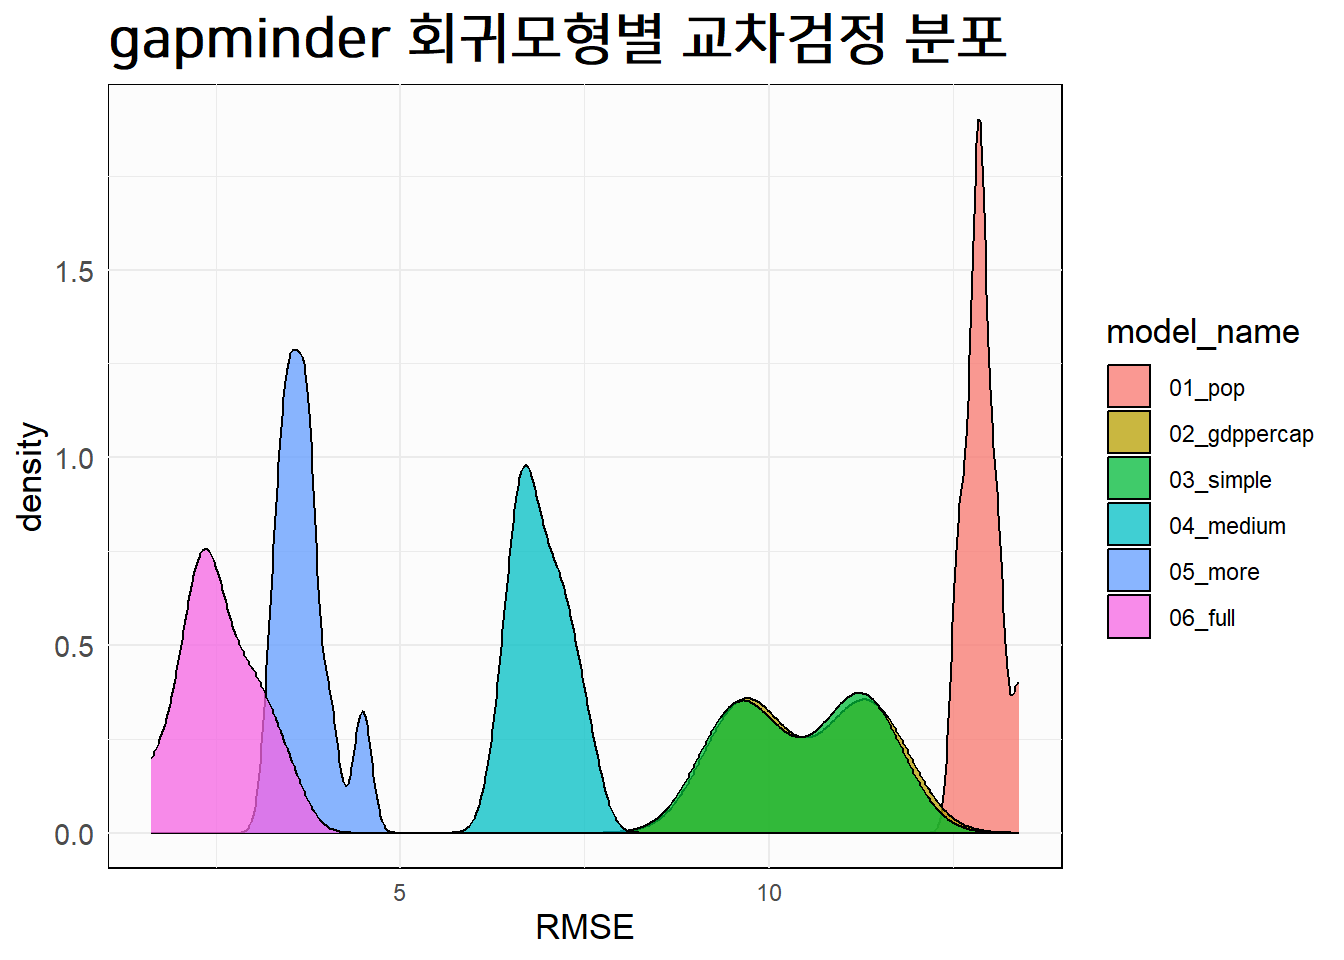 gapminder 회귀모형별 교차검정 분포
density
1.5
1.0
0.5
0.0
5
10
RMSE
model_name
01_pop
02_gdppercap
03_simple
04_medium
05_more
06_full